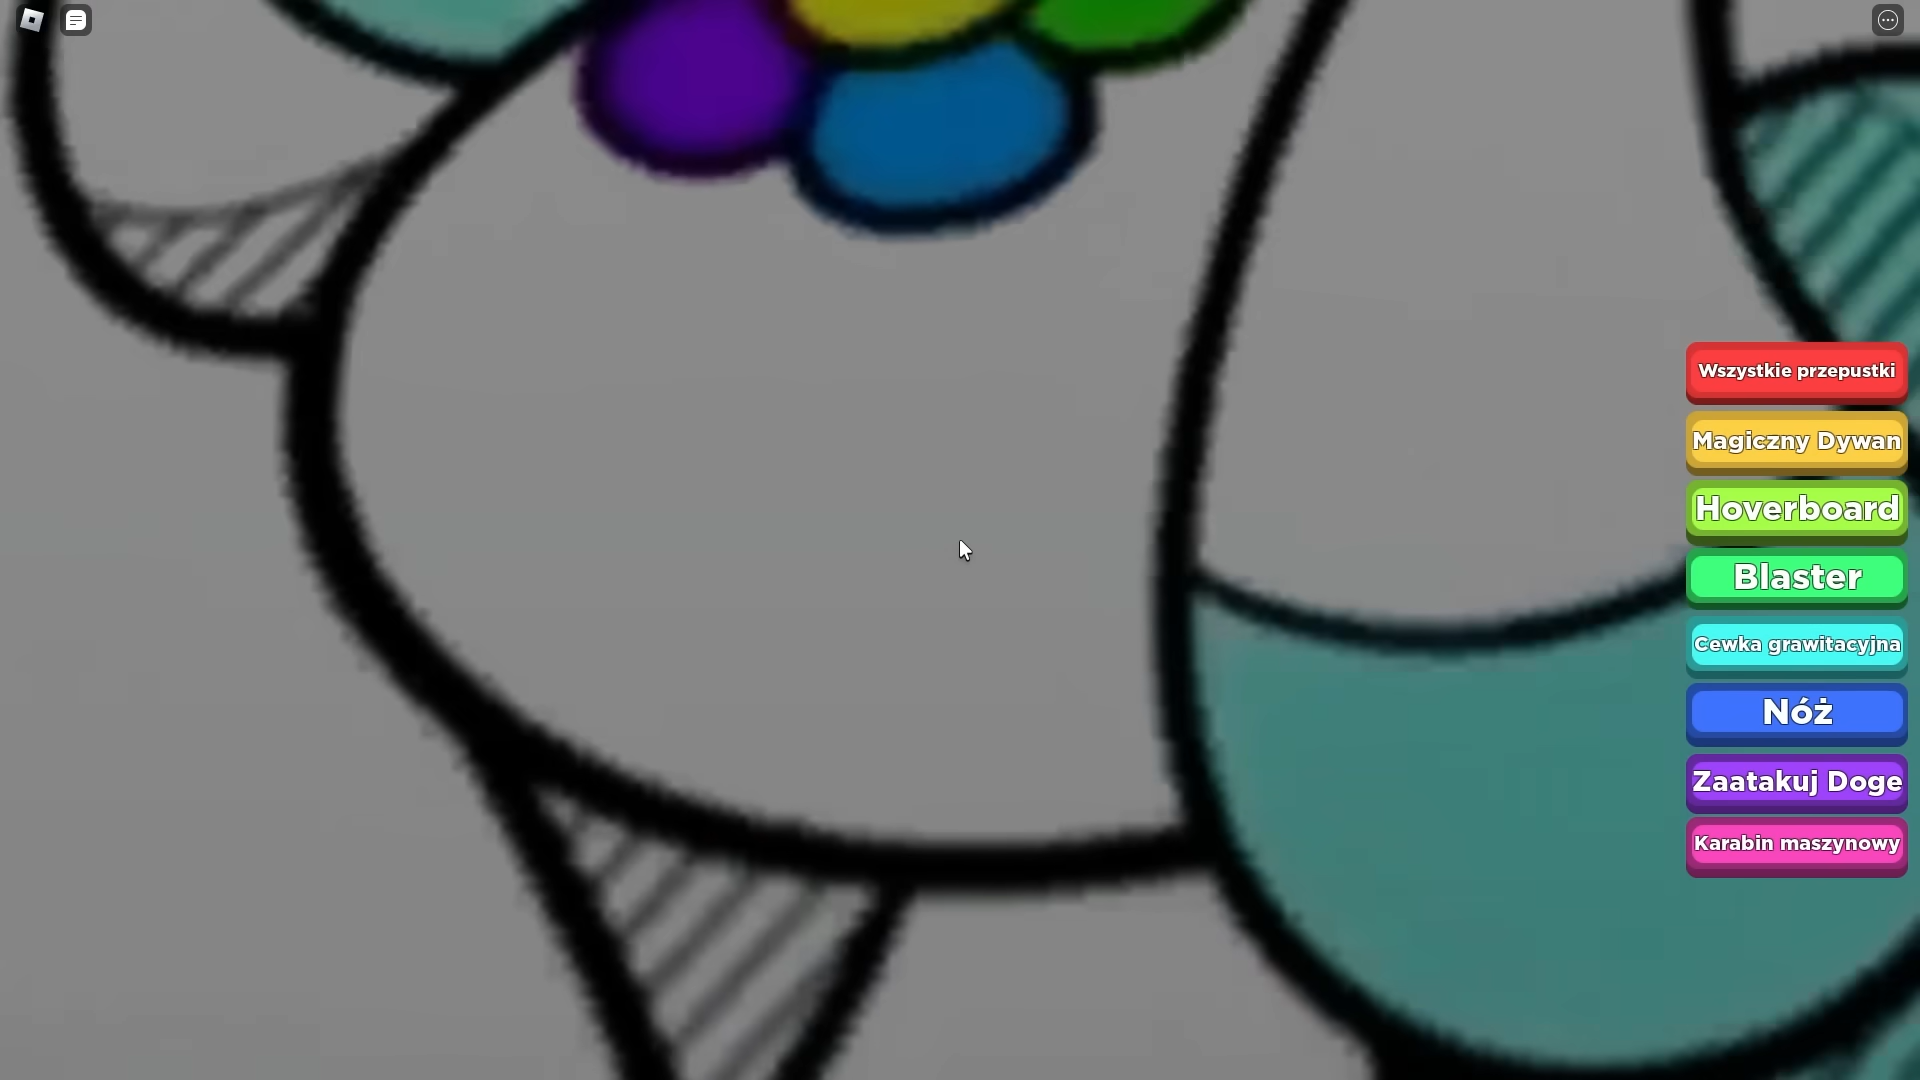 Wszystkie przepustki
Magiczny Dywan
Hoverboard
Blaster
Cewka grawitacyjna
Nóż
Zaatakuj Doge
Karabin maszynowy